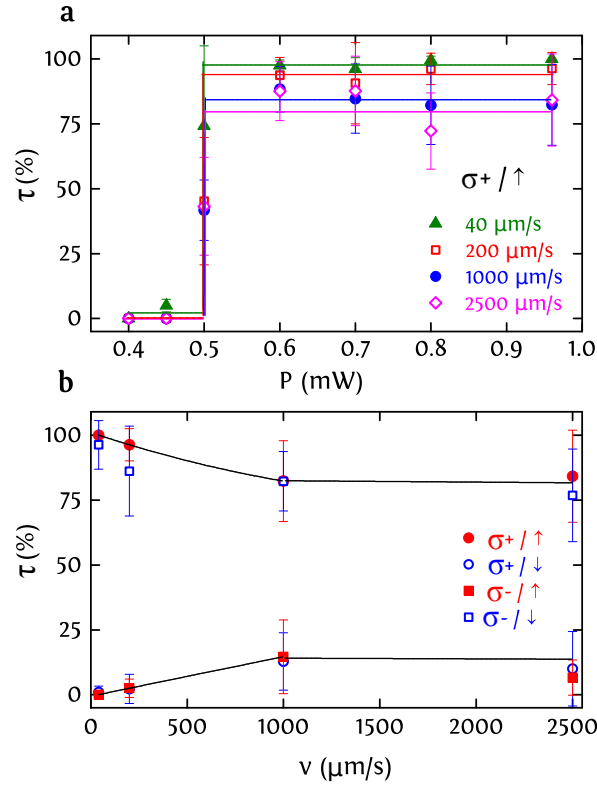 a
100
75
50
25
0
τ(%)
σ+ / ↑
40 μm/s
200 μm/s
1000 μm/s
2500 μm/s
0.4 0.5 0.6 0.7 0.8 0.9 1.0
P (mW)
b
100
75
50
25
0
τ(%)
σ+ / ↑
σ+ / ↓
σ- / ↑
σ- / ↓
0 500 1000 1500 2000 2500
ν (μm/s)